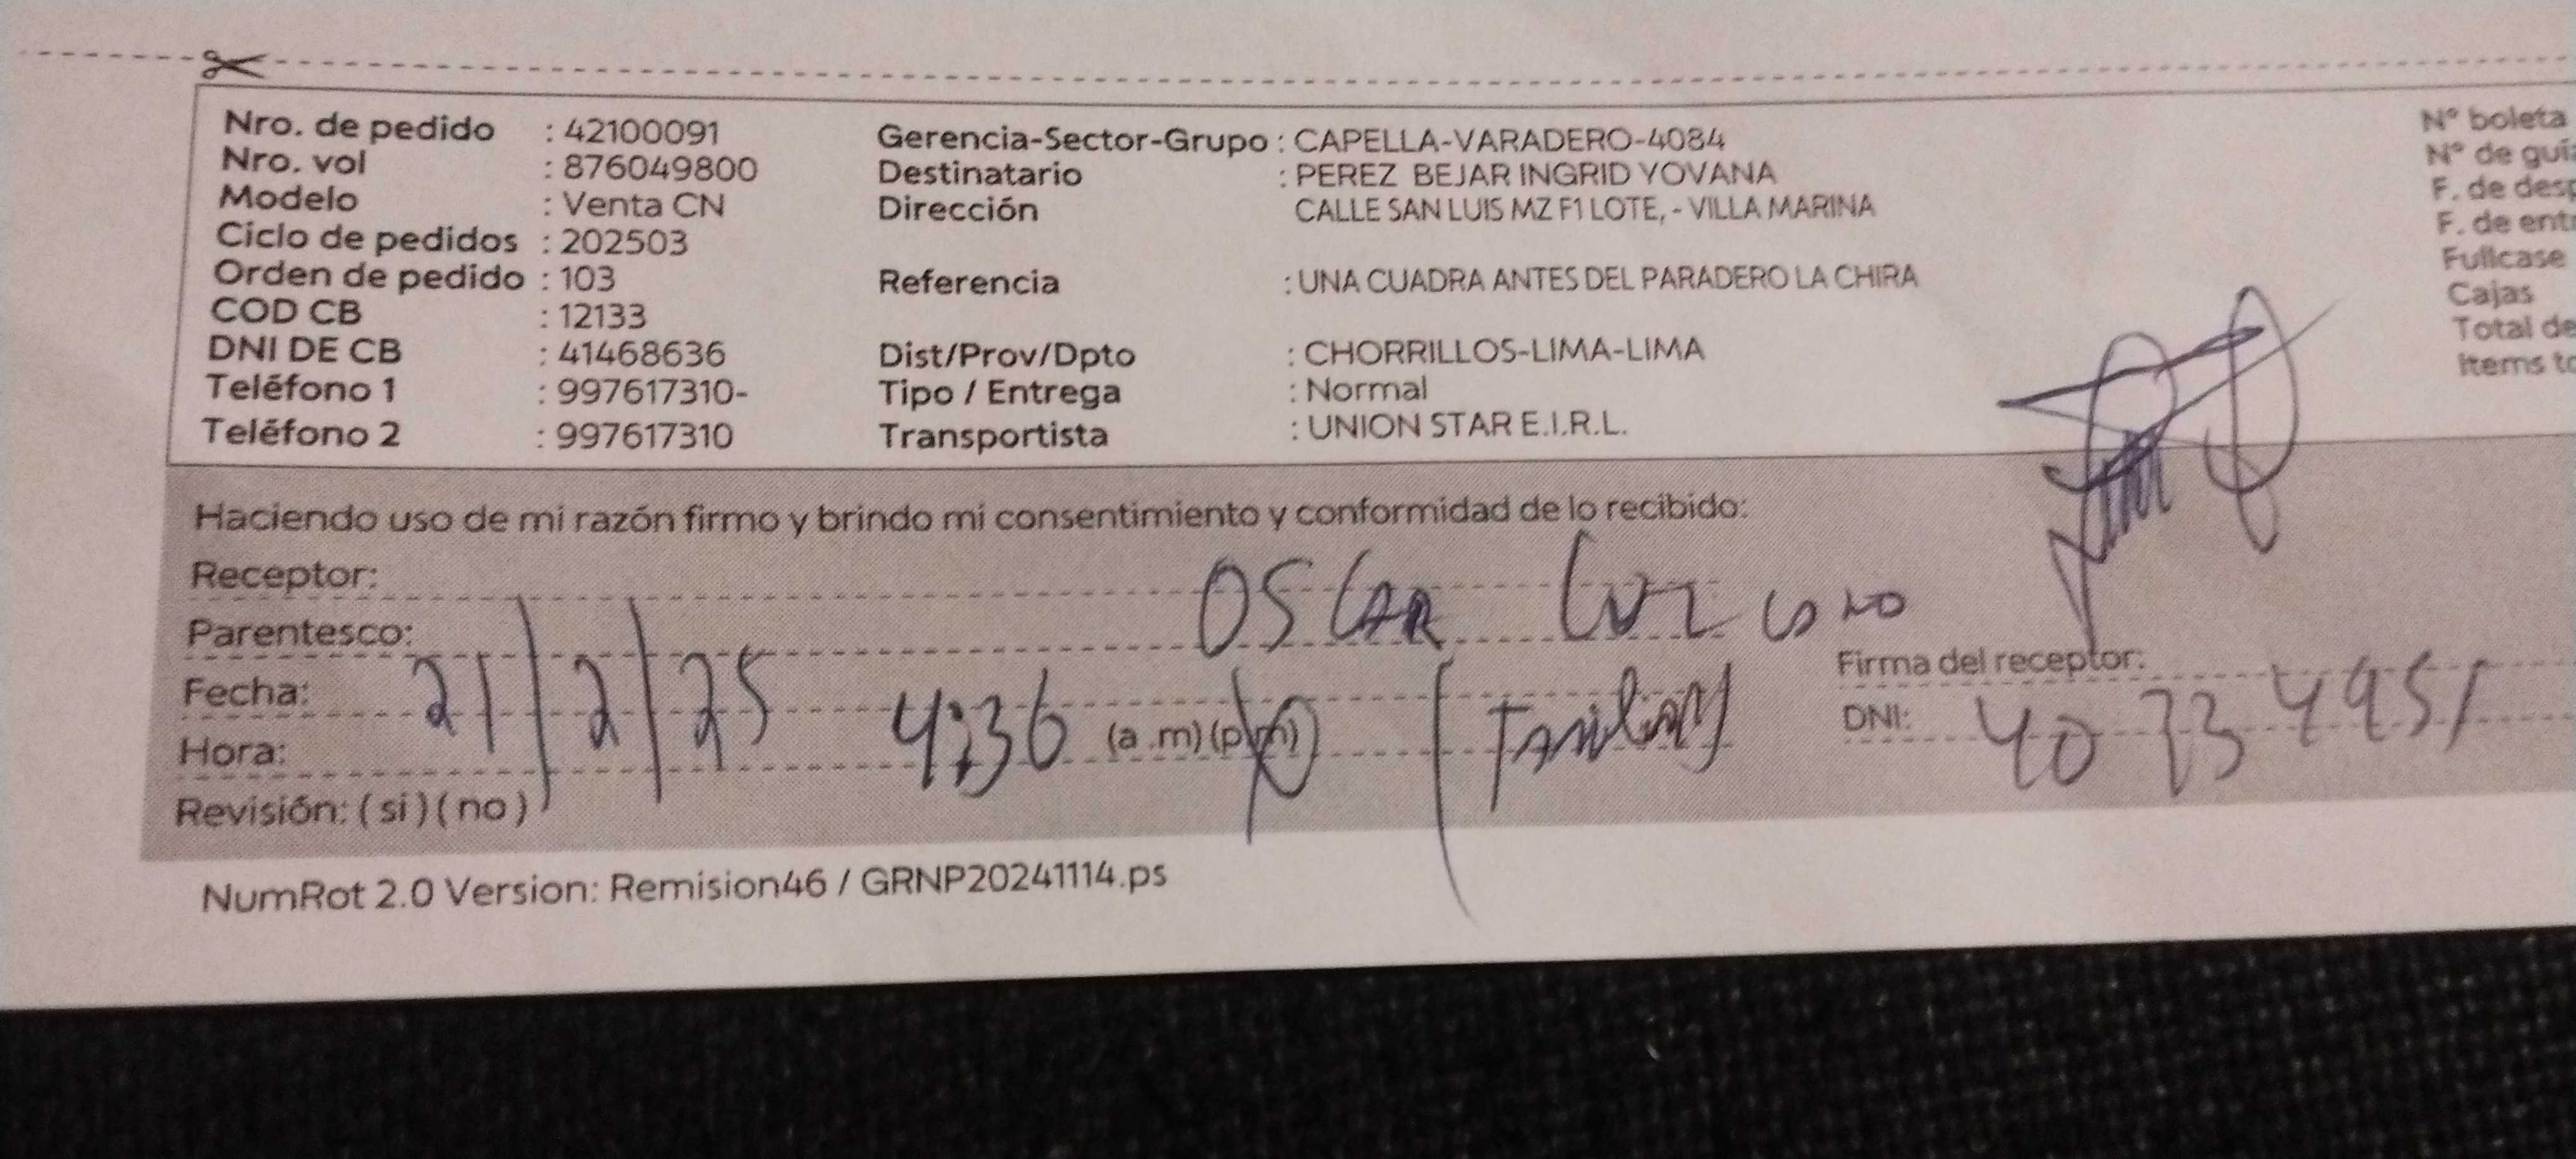 Nro. de pedido : 42100091 Gerencia-Sector-Grupo : CAPELLA-VARADERO-4084 N° boleta
Nro. vol : 876049800 Destinatario : PEREZ BEJAR INGRID YOVANA N° de guía
Modelo : Venta CN Dirección CALLE SAN LUIS MZ F1 LOTE, - VILLA MARINA F. de desp
Ciclo de pedidos : 202503 F. de ent
Orden de pedido : 103 Referencia : UNA CUADRA ANTES DEL PARADERO LA CHIRA Fullcase
COD CB : 12133 Cajas
DNI DE CB : 41468636 Dist/Prov/Dpto : CHORRILLOS-LIMA-LIMA Total de
Teléfono 1 : 997617310- Tipo / Entrega : Normal Items to
Teléfono 2 : 997617310 Transportista : UNION STAR E.I.R.L.
Haciendo uso de mi razón firmo y brindo mi consentimiento y conformidad de lo recibido:
Receptor: OSCAR
Parentesco:
Firma del receptor:
Fecha: 21/2/25
Hora: 4:36 (a .m) (p.m)
DNI: 40734951
Revisión: (si) (no)
NumRot 2.0 Version: Remision46 / GRNP20241114.ps